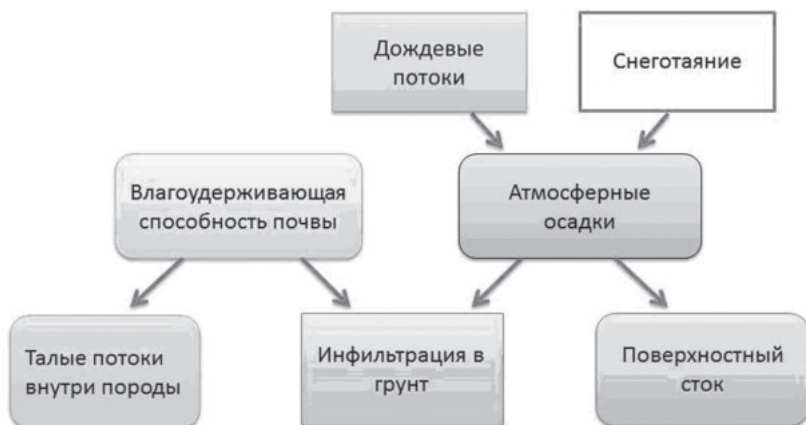 Дождевые
потоки
Снеготаяние
Влагоудерживающая
способность почвы
Атмосферные
осадки
Талые потоки
внутри породы
Инфильтрация в
грунт
Поверхностный
сток